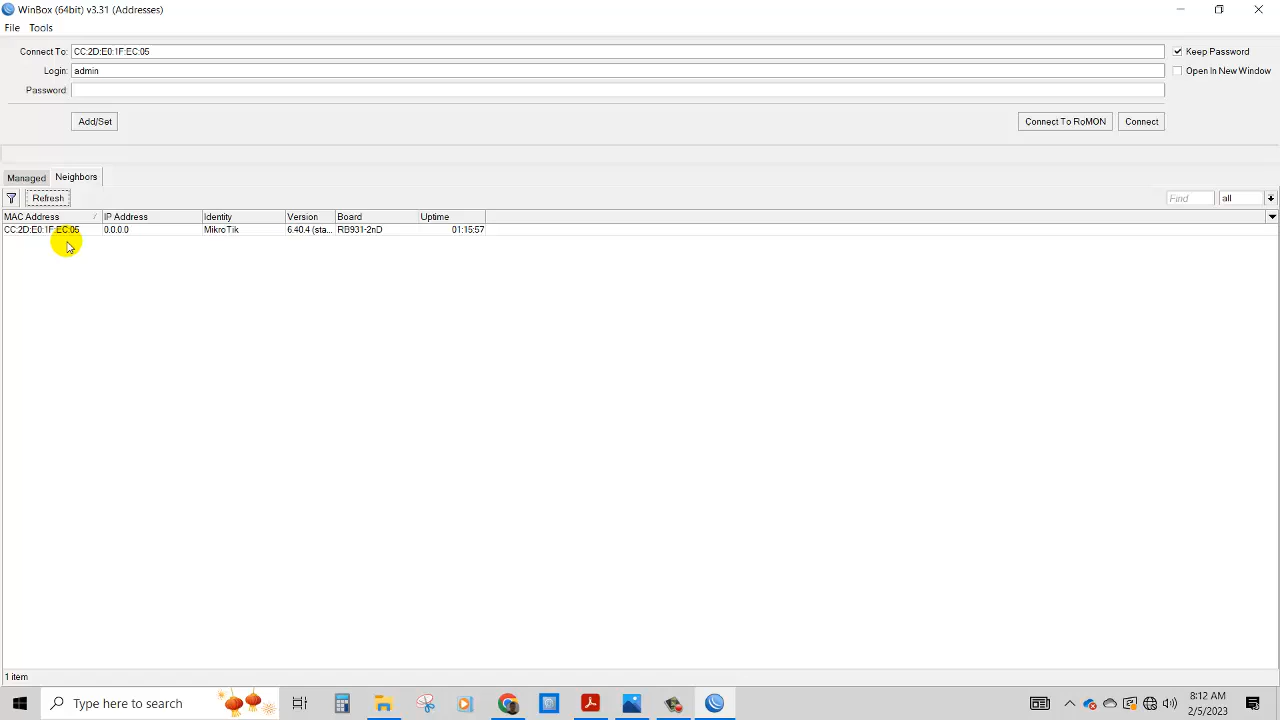 WinBox (64bit) v3.31 (Addresses)
File Tools
Connect To: CC:2D:E0:1F:EC:05 Keep Password
Login: admin Open In New Window
Password:
Add/Set Connect To RoMON Connect
Managed Neighbors
Refresh Find all
MAC Address IP Address Identity Version Board Uptime
CC:2D:E0:1F:EC:05 0.0.0.0 MikroTik 6.40.4 (sta... RB931-2nD 01:15:57
1 item
Type here to search
8:12 AM
2/5/2023